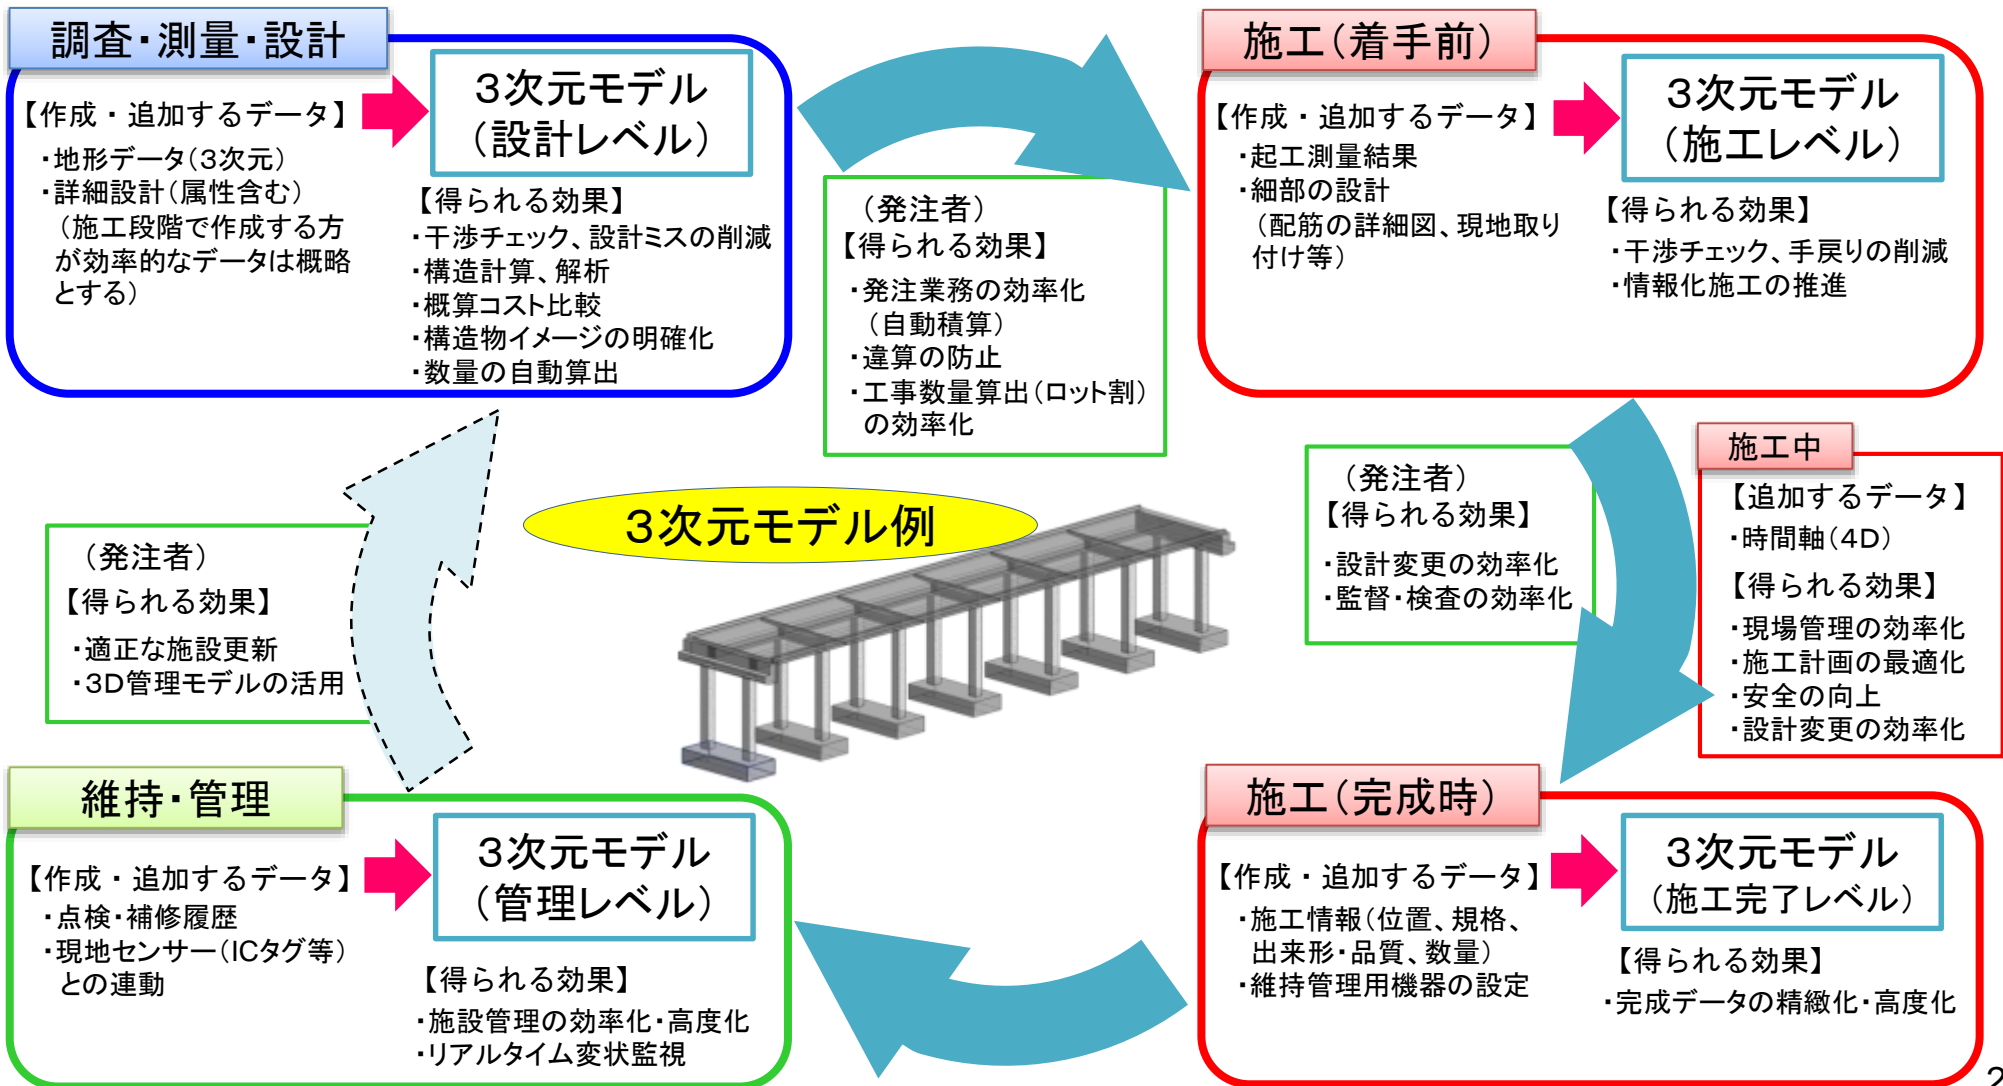 調査・測量・設計
【作成・追加するデータ】
・地形データ(3次元)
・詳細設計(属性含む)
(施工段階で作成する方
が効率的なデータは概略
とする)
3次元モデル
(設計レベル)
【得られる効果】
・干渉チェック、設計ミスの削減
・構造計算、解析
・概算コスト比較
・構造物イメージの明確化
・数量の自動算出
(発注者)
【得られる効果】
・発注業務の効率化
(自動積算)
・違算の防止
・工事数量算出(ロット割)
の効率化
施工(着手前)
【作成・追加するデータ】
・起工測量結果
・細部の設計
(配筋の詳細図、現地取り
付け等)
3次元モデル
(施工レベル)
【得られる効果】
・干渉チェック、手戻りの削減
・情報化施工の推進
(発注者)
【得られる効果】
・設計変更の効率化
・監督・検査の効率化
施工中
【追加するデータ】
・時間軸(4D)
【得られる効果】
・現場管理の効率化
・施工計画の最適化
・安全の向上
・設計変更の効率化
3次元モデル例
(発注者)
【得られる効果】
・適正な施設更新
・3D管理モデルの活用
維持・管理
【作成・追加するデータ】
・点検・補修履歴
・現地センサー(ICタグ等)
との連動
3次元モデル
(管理レベル)
【得られる効果】
・施設管理の効率化・高度化
・リアルタイム変状監視
施工(完成時)
【作成・追加するデータ】
・施工情報(位置、規格、
出来形・品質、数量)
・維持管理用機器の設定
3次元モデル
(施工完了レベル)
【得られる効果】
・完成データの精緻化・高度化
2